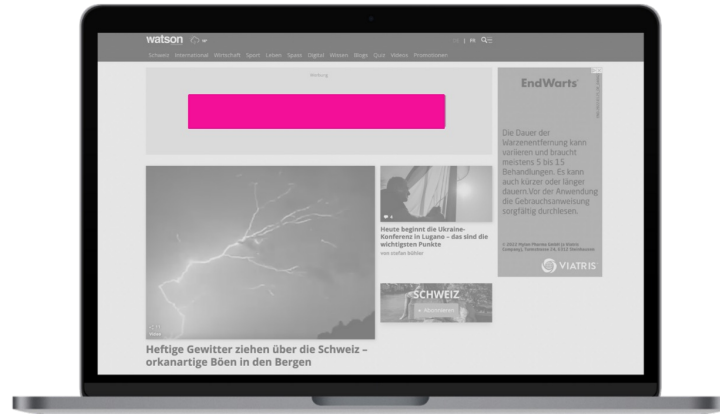 watson
| FR
Schweiz International Wirtschaft Sport Leben Spass Digital Wissen Blogs Quiz Videos Promotionen
Werbung
EndWarts
Die Dauer der
Warzenentfernung kann
variieren und braucht
meistens 5 bis 15
Behandlungen. Es kann
auch kürzer oder länger
dauern. Vor der Anwendung
die Gebrauchsanweisung
sorgfältig durchlesen.
VIATRIS
Heute beginnt die Ukraine-
Konferenz in Lugano – das sind die
wichtigsten Punkte
SCHWEIZ
Heftige Gewitter ziehen über die Schweiz –
orkanartige Böen in den Bergen